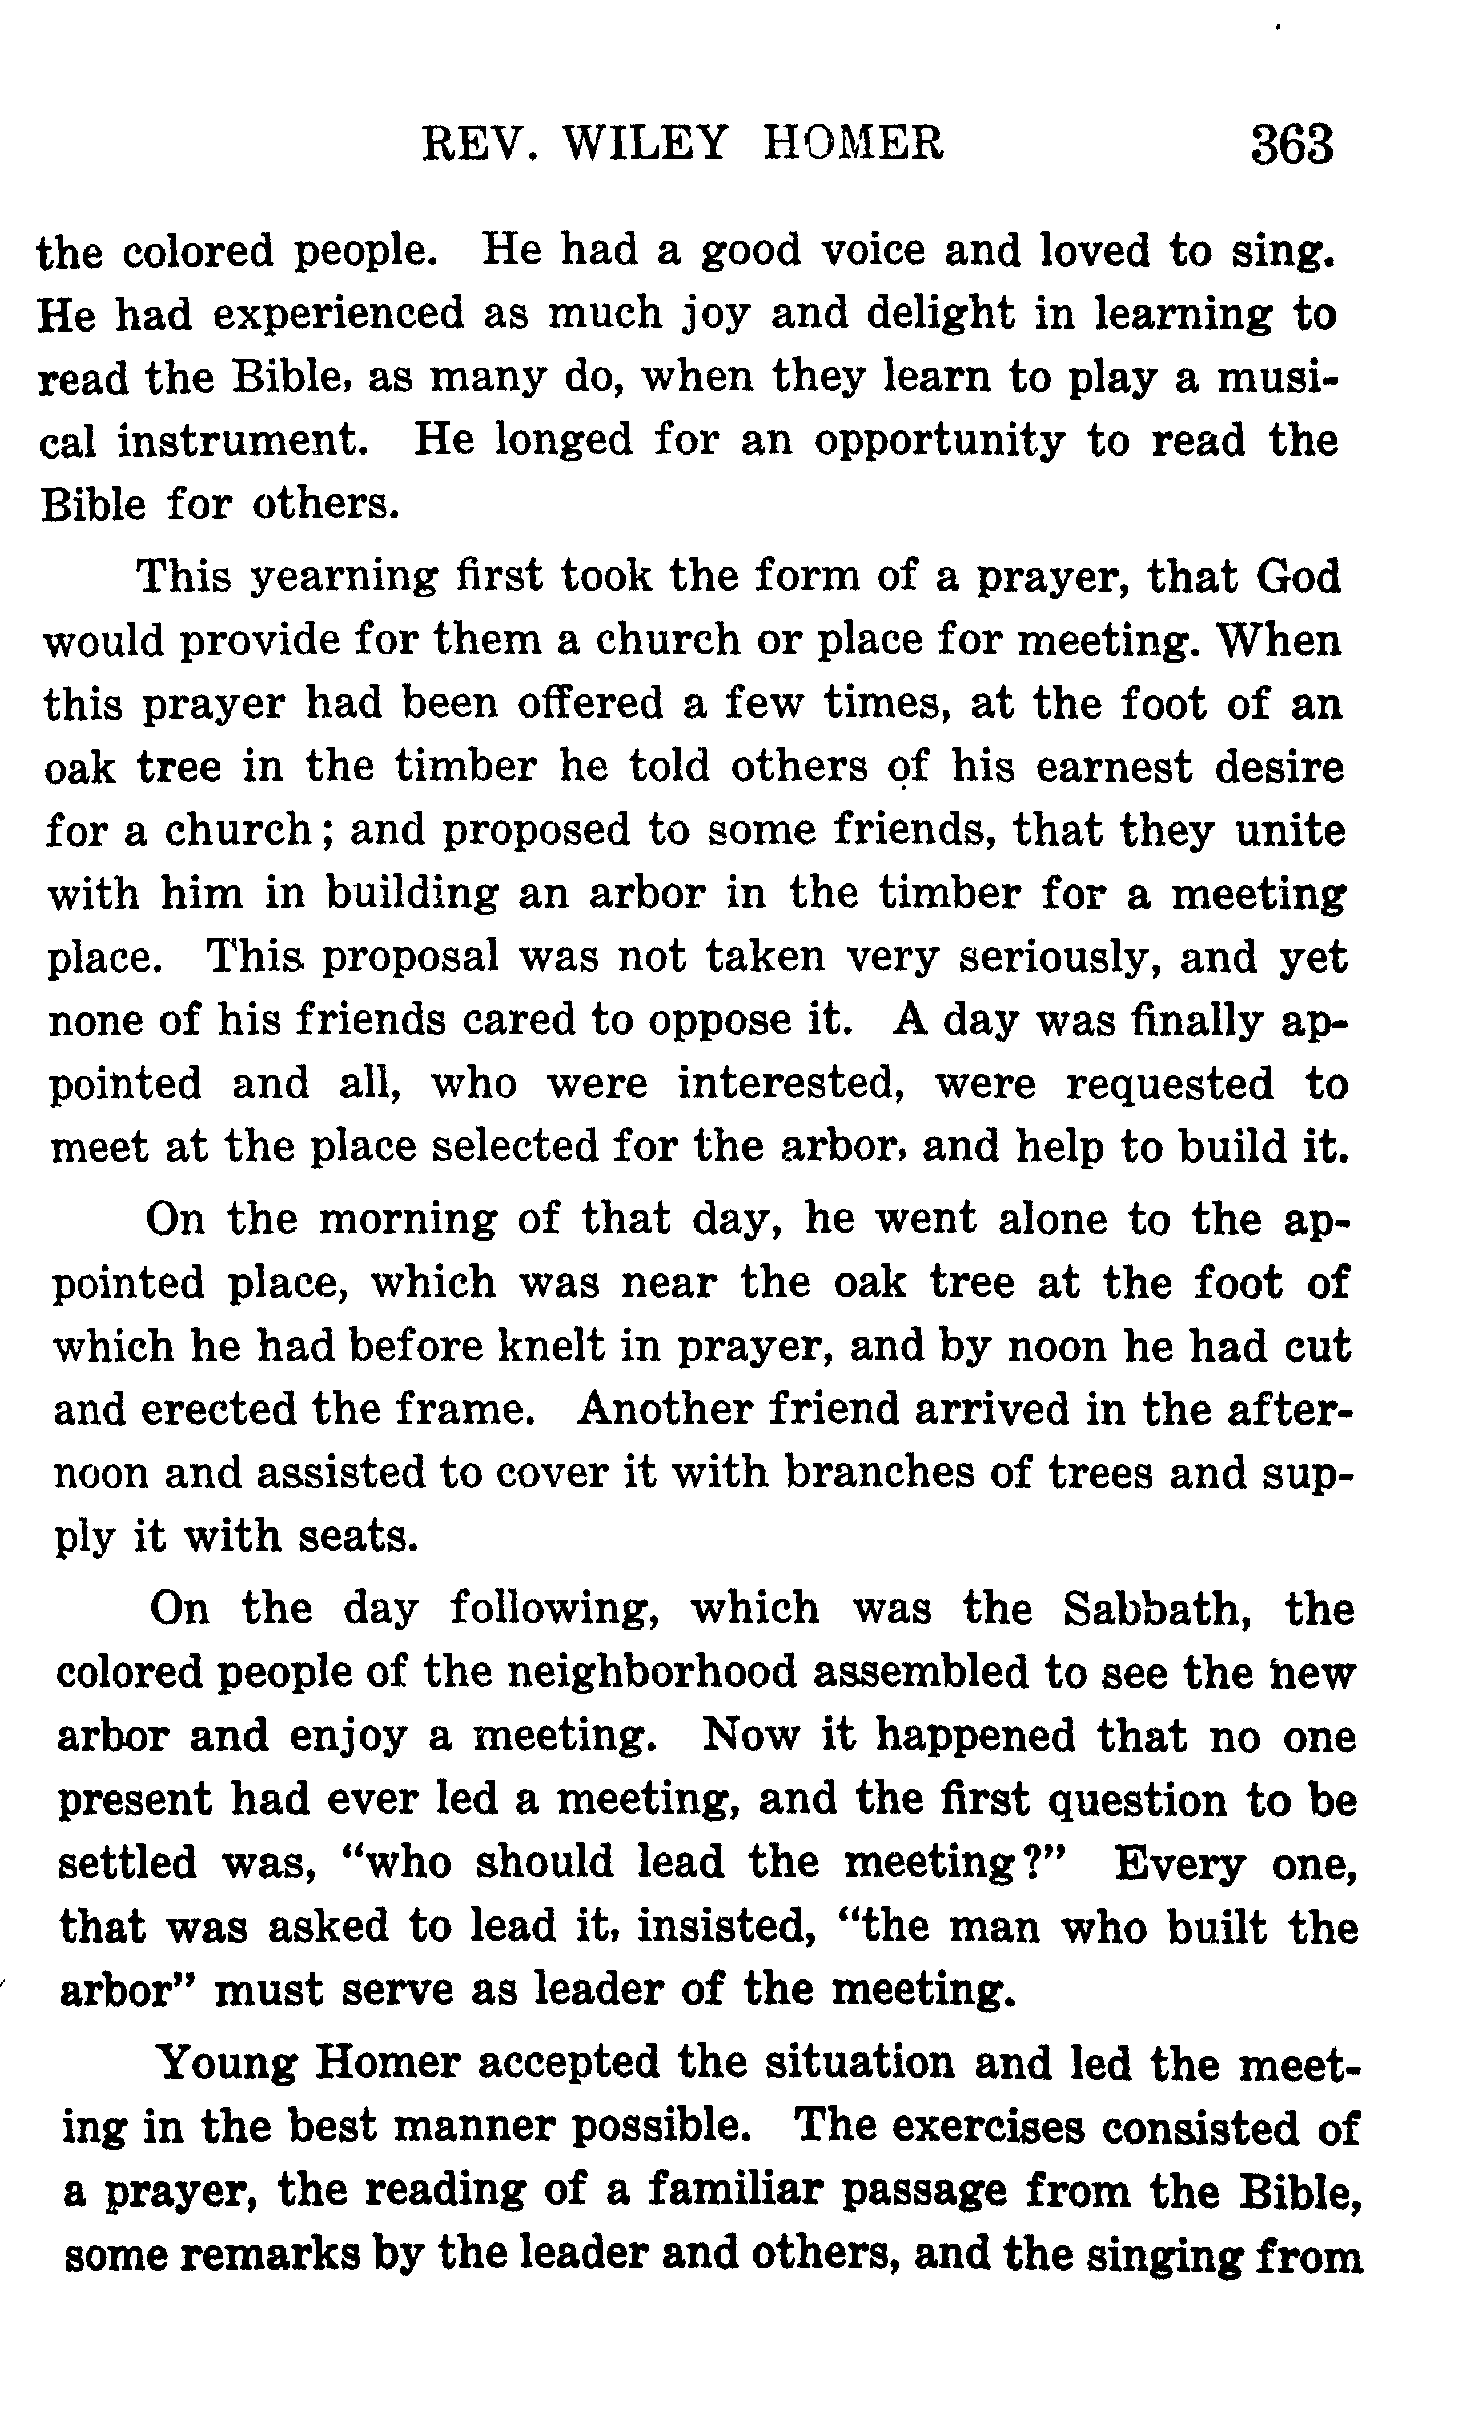 REV. WILEY HOMER 363
the colored people. He had a good voice and loved to sing.
He had experienced as much joy and delight in learning to
read the Bible, as many do, when they learn to play a musi-
cal instrument. He longed for an opportunity to read the
Bible for others.
This yearning first took the form of a prayer, that God
would provide for them a church or place for meeting. When
this prayer had been offered a few times, at the foot of an
oak tree in the timber he told others of his earnest desire
for a church; and proposed to some friends, that they unite
with him in building an arbor in the timber for a meeting
place. This proposal was not taken very seriously, and yet
none of his friends cared to oppose it. A day was finally ap-
pointed and all, who were interested, were requested to
meet at the place selected for the arbor, and help to build it.
On the morning of that day, he went alone to the ap-
pointed place, which was near the oak tree at the foot of
which he had before knelt in prayer, and by noon he had cut
and erected the frame. Another friend arrived in the after-
noon and assisted to cover it with branches of trees and sup-
ply it with seats.
On the day following, which was the Sabbath, the
colored people of the neighborhood assembled to see the new
arbor and enjoy a meeting. Now it happened that no one
present had ever led a meeting, and the first question to be
settled was, "who should lead the meeting?" Every one,
that was asked to lead it, insisted, "the man who built the
arbor" must serve as leader of the meeting.
Young Homer accepted the situation and led the meet-
ing in the best manner possible. The exercises consisted of
a prayer, the reading of a familiar passage from the Bible,
some remarks by the leader and others, and the singing from